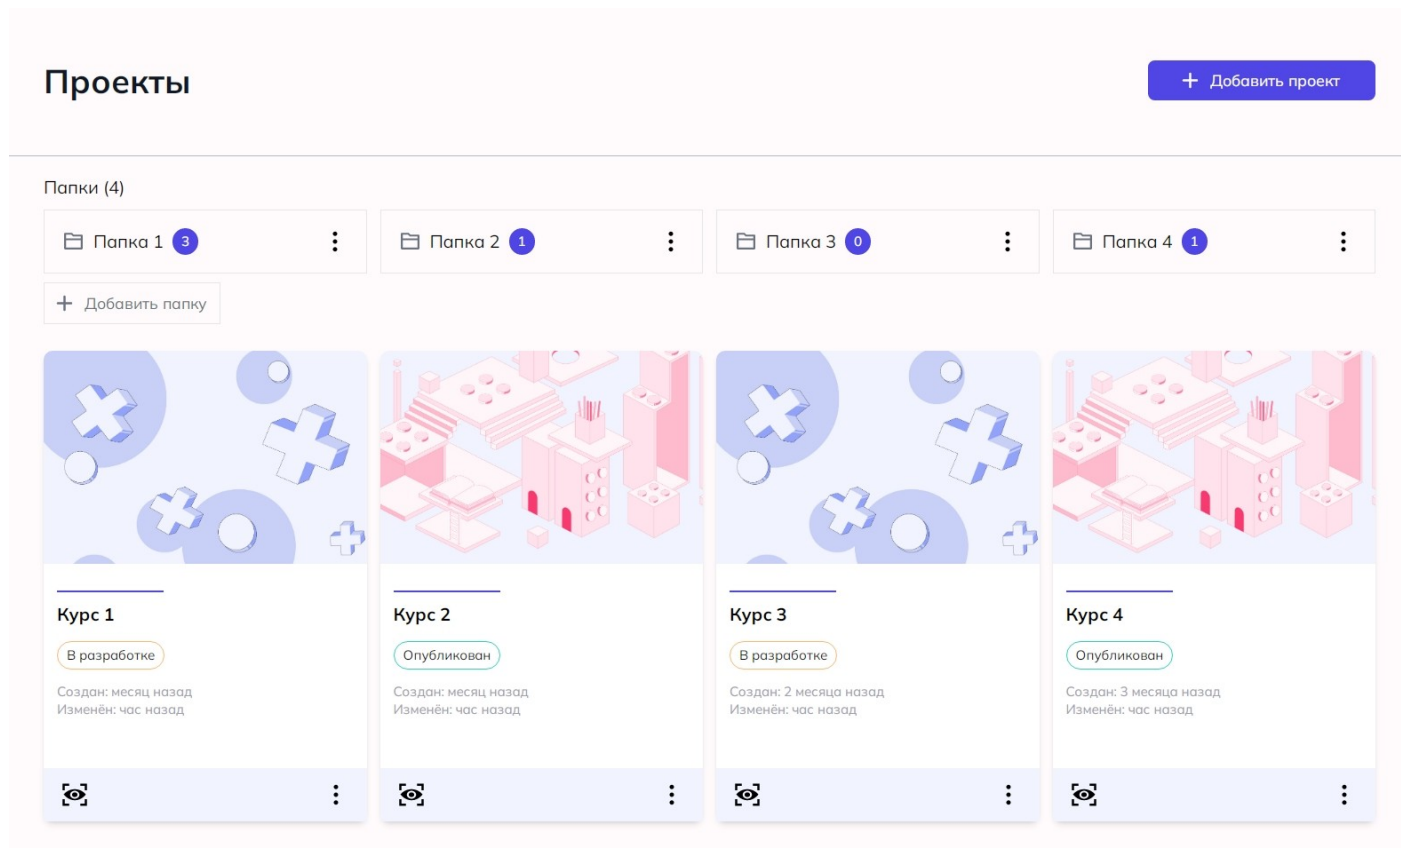 Проекты
Добавить проект
Папки (4)
Папка 1 3
Папка 2 1
Папка 3 0
Папка 4 1
Добавить папку
Курс 1
В разработке
Создан: месяц назад
Изменён: час назад
Курс 2
Опубликован
Создан: месяц назад
Изменён: час назад
Курс 3
В разработке
Создан: 2 месяца назад
Изменён: час назад
Курс 4
Опубликован
Создан: 3 месяца назад
Изменён: час назад